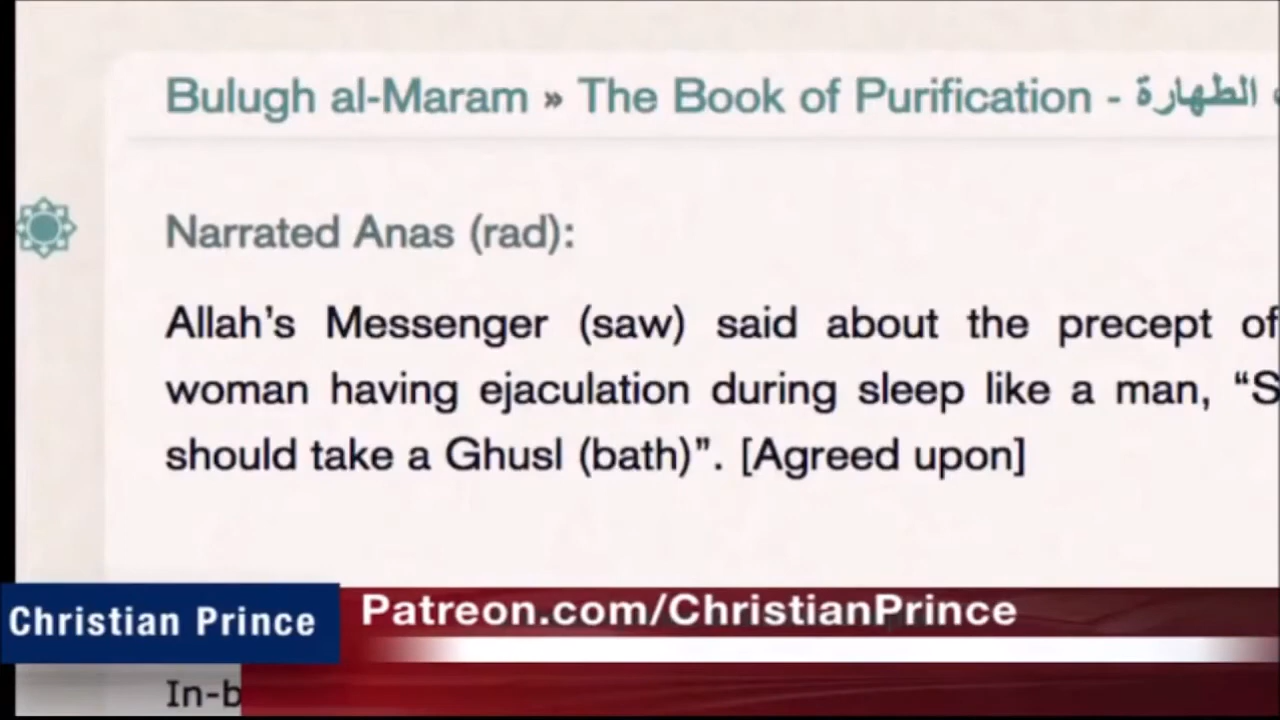 Bulugh al-Maram » The Book of Purification - الطهارة
Narrated Anas (rad):
Allah's Messenger (saw) said about the precept of
woman having ejaculation during sleep like a man, “S
should take a Ghusl (bath)”. [Agreed upon]
Christian Prince
Patreon.com/ChristianPrince
In-b